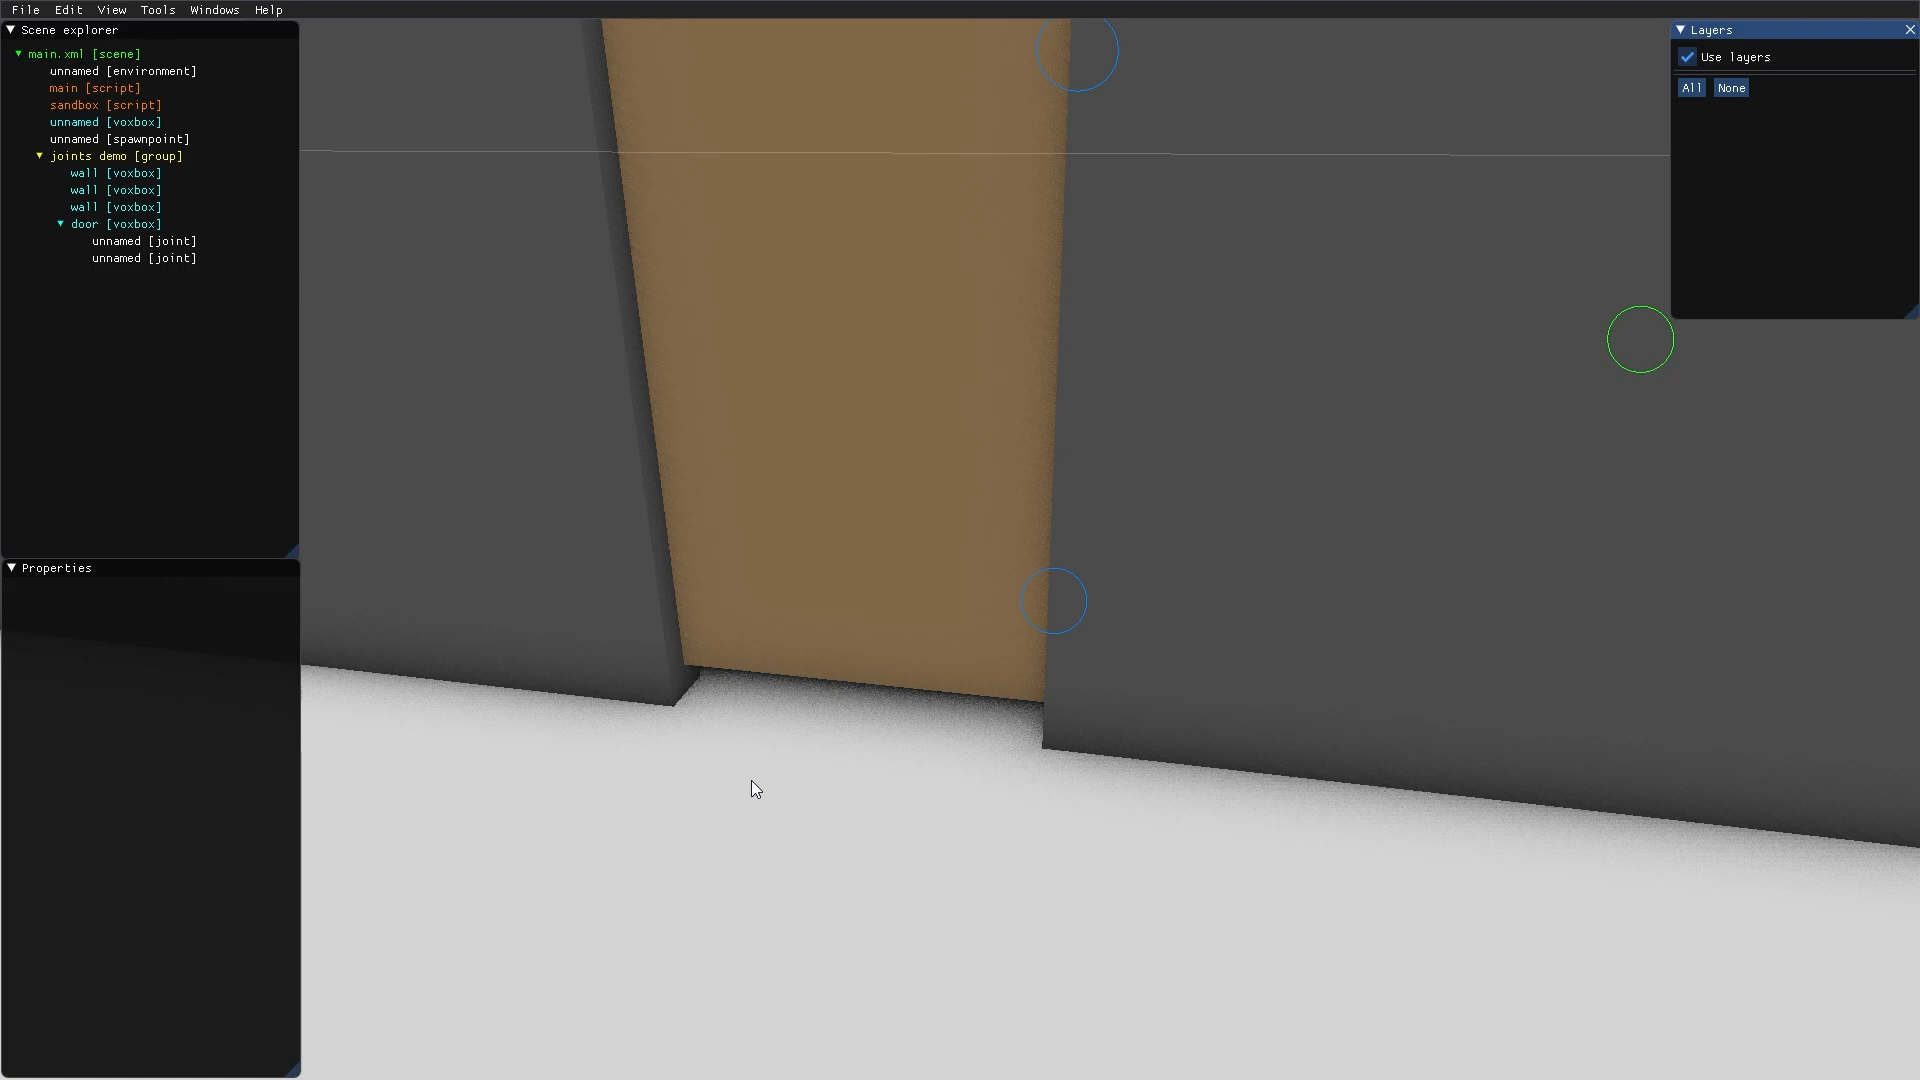 File Edit View Tools Windows Help
Scene explorer
main.xml [scene]
unnamed [environment]
main [script]
sandbox [script]
unnamed [voxbox]
unnamed [spawnpoint]
joints demo [group]
wall [voxbox]
wall [voxbox]
wall [voxbox]
door [voxbox]
unnamed [joint]
unnamed [joint]
Properties
Layers
Use layers
All None